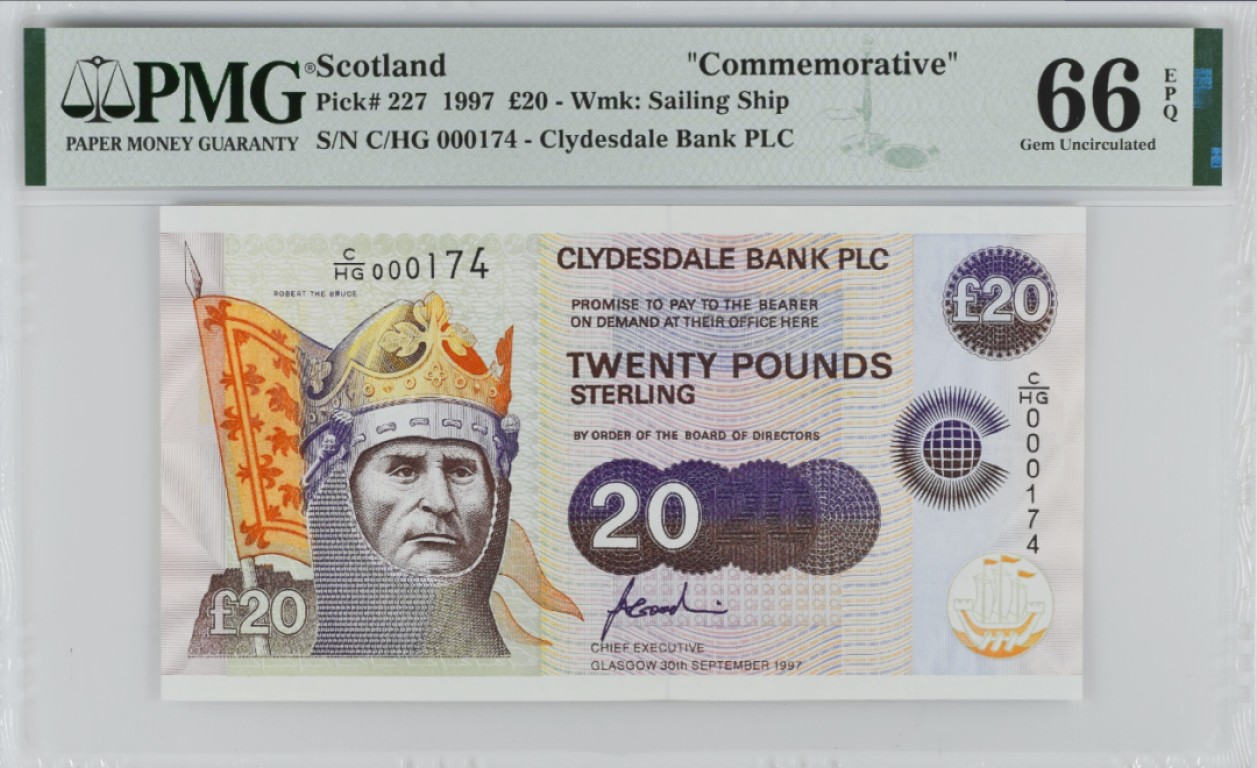 PMG®
PAPER MONEY GUARANTY
Scotland "Commemorative"
Pick# 227 1997 £20 - Wmk: Sailing Ship
S/N C/HG 000174 - Clydesdale Bank PLC
66
EPQ
Gem Uncirculated
C/HG 000174
ROBERT THE BRUCE
CLYDESDALE BANK PLC
PROMISE TO PAY TO THE BEARER
ON DEMAND AT THEIR OFFICE HERE
TWENTY POUNDS
STERLING
BY ORDER OF THE BOARD OF DIRECTORS
20
CHIEF EXECUTIVE
GLASGOW 30th SEPTEMBER 1997
£20
£20
C/HG 000174